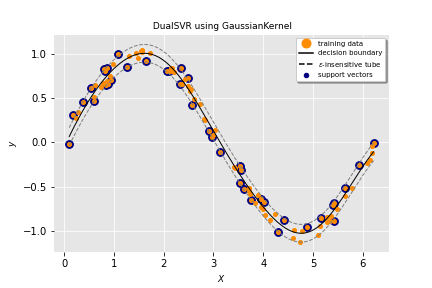 DualSVR using GaussianKernel
training data
decision boundary
ε-insensitive tube
support vectors
1.0
0.5
0.0
−0.5
−1.0
y
0 1 2 3 4 5 6
X